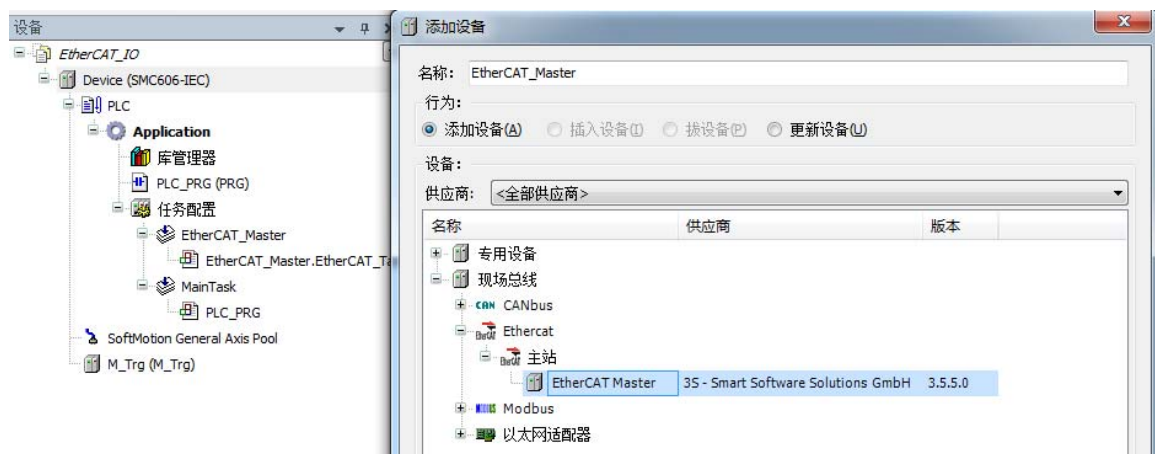 设备
EtherCAT_IO
Device (SMC606-IEC)
PLC
Application
库管理器
PLC_PRG (PRG)
任务配置
EtherCAT_Master
EtherCAT_Master.EtherCAT_Ta
MainTask
PLC_PRG
SoftMotion General Axis Pool
M_Trg (M_Trg)
添加设备
名称: EtherCAT_Master
行为:
添加设备(A) 插入设备(I) 拔设备(P) 更新设备(U)
设备:
供应商: <全部供应商>
名称 供应商 版本
专用设备
现场总线
CAN CANbus
Ethercat
主站
EtherCAT Master 3S - Smart Software Solutions GmbH 3.5.5.0
Modbus
以太网适配器